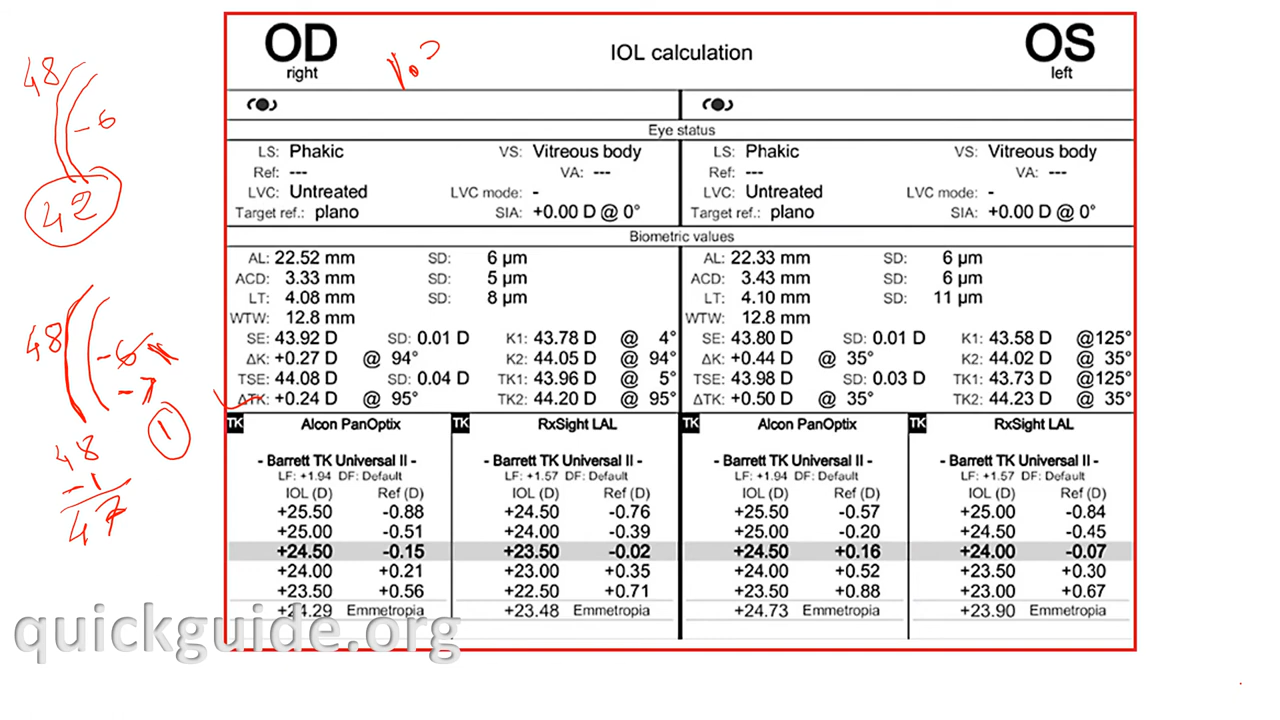 OD
right
IOL calculation
OS
left
Eye status
LS: Phakic VS: Vitreous body
Ref: --- VA: ---
LVC: Untreated LVC mode: -
Target ref.: plano SIA: +0.00 D @ 0°
LS: Phakic VS: Vitreous body
Ref: --- VA: ---
LVC: Untreated LVC mode: -
Target ref.: plano SIA: +0.00 D @ 0°
Biometric values
AL: 22.52 mm SD: 6 µm
ACD: 3.33 mm SD: 5 µm
LT: 4.08 mm SD: 8 µm
WTW: 12.8 mm
SE: 43.92 D SD: 0.01 D K1: 43.78 D @ 4°
ΔK: +0.27 D @ 94° K2: 44.05 D @ 94°
TSE: 44.08 D SD: 0.04 D TK1: 43.96 D @ 5°
ΔTK: +0.24 D @ 95° TK2: 44.20 D @ 95°
AL: 22.33 mm SD: 6 µm
ACD: 3.43 mm SD: 6 µm
LT: 4.10 mm SD: 11 µm
WTW: 12.8 mm
SE: 43.80 D SD: 0.01 D K1: 43.58 D @125°
ΔK: +0.44 D @ 35° K2: 44.02 D @ 35°
TSE: 43.98 D SD: 0.03 D TK1: 43.73 D @125°
ΔTK: +0.50 D @ 35° TK2: 44.23 D @ 35°
TK Alcon PanOptix
- Barrett TK Universal II -
LF: +1.94 DF: Default
IOL (D) Ref (D)
+25.50 -0.88
+25.00 -0.51
+24.50 -0.15
+24.00 +0.21
+23.50 +0.56
+24.29 Emmetropia
TK RxSight LAL
- Barrett TK Universal II -
LF: +1.57 DF: Default
IOL (D) Ref (D)
+24.50 -0.76
+24.00 -0.39
+23.50 -0.02
+23.00 +0.35
+22.50 +0.71
+23.48 Emmetropia
TK Alcon PanOptix
- Barrett TK Universal II -
LF: +1.94 DF: Default
IOL (D) Ref (D)
+25.50 -0.57
+25.00 -0.20
+24.50 +0.16
+24.00 +0.52
+23.50 +0.88
+24.73 Emmetropia
TK RxSight LAL
- Barrett TK Universal II -
LF: +1.57 DF: Default
IOL (D) Ref (D)
+25.00 -0.84
+24.50 -0.45
+24.00 -0.07
+23.50 +0.30
+23.00 +0.67
+23.90 Emmetropia
48
-6
42
48
-6
-7
1
48
-1
47
quickguide.org